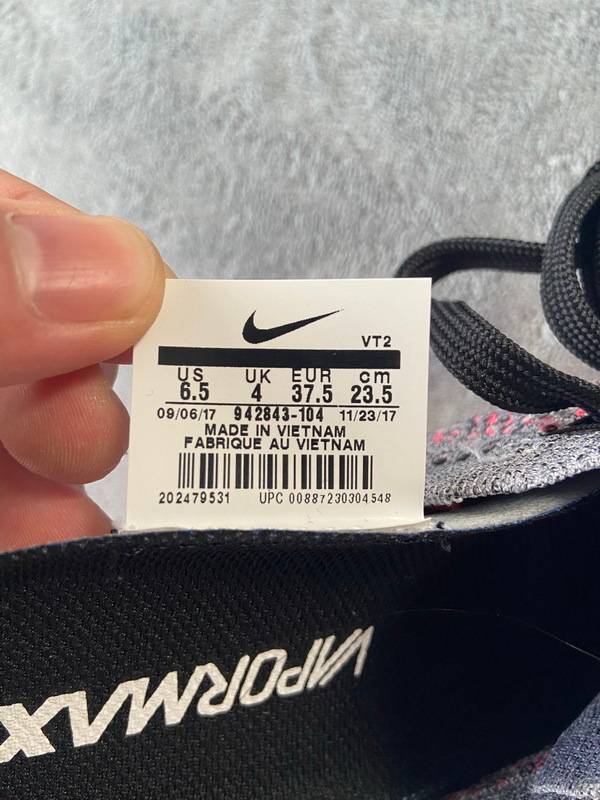 VT2
US UK EUR cm
6.5 4 37.5 23.5
09/06/17 942843-104 11/23/17
MADE IN VIETNAM
FABRIQUE AU VIETNAM
202479531 UPC 00887230304548
VAPORMAX